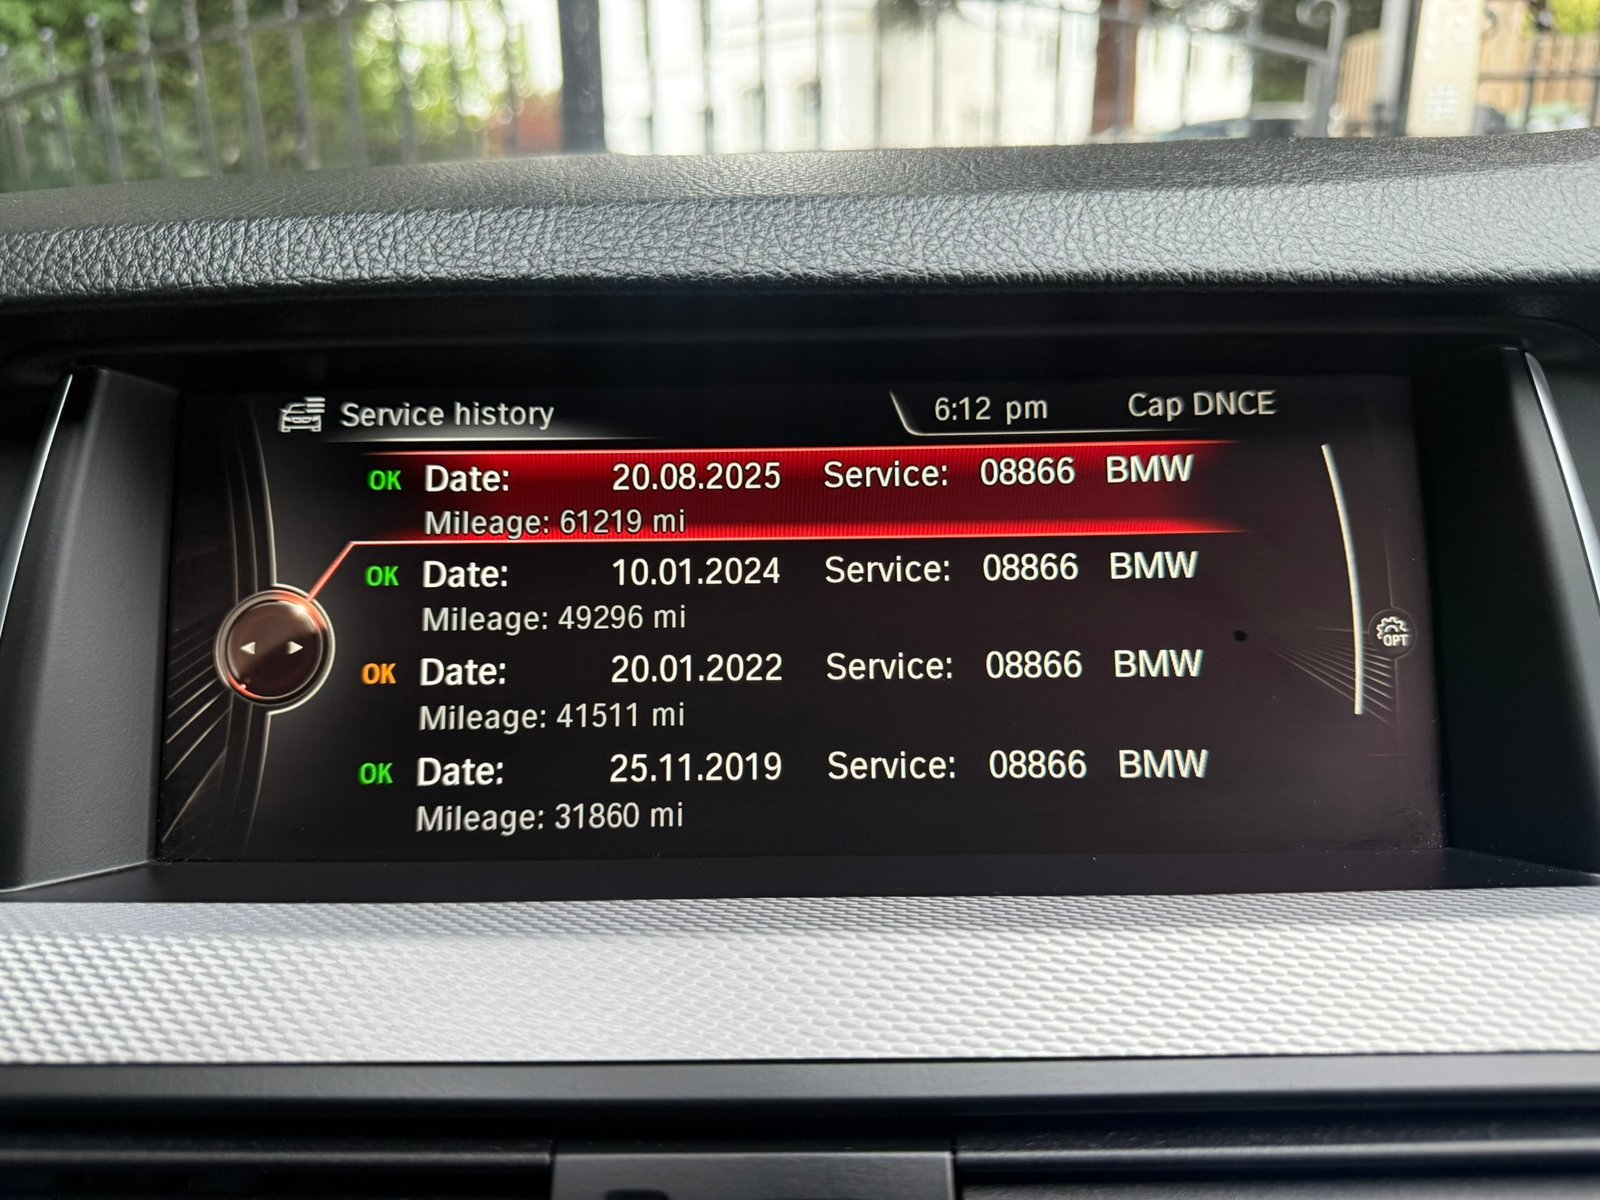 Service history 6:12 pm Cap DNCE
OK Date: 20.08.2025 Service: 08866 BMW
Mileage: 61219 mi
OK Date: 10.01.2024 Service: 08866 BMW
Mileage: 49296 mi
OK Date: 20.01.2022 Service: 08866 BMW
Mileage: 41511 mi
OPT
OK Date: 25.11.2019 Service: 08866 BMW
Mileage: 31860 mi